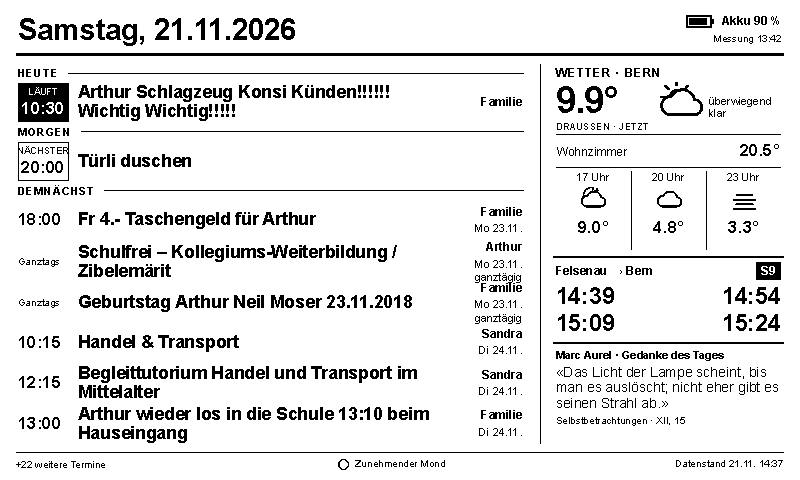 Samstag, 21.11.2026
Akku 90 %
Messung 13:42
HEUTE
LÄUFT
10:30
Arthur Schlagzeug Konsi Künden!!!!!!
Wichtig Wichtig!!!!!
Familie
MORGEN
NÄCHSTER
20:00
Türli duschen
DEMNÄCHST
18:00
Fr 4.- Taschengeld für Arthur
Familie
Mo 23.11.
Ganztags
Schulfrei – Kollegiums-Weiterbildung /
Zibelemärit
Arthur
Mo 23.11.
ganztägig
Ganztags
Geburtstag Arthur Neil Moser 23.11.2018
Familie
Mo 23.11.
ganztägig
10:15
Handel & Transport
Sandra
Di 24.11.
12:15
Begleittutorium Handel und Transport im
Mittelalter
Sandra
Di 24.11.
13:00
Arthur wieder los in die Schule 13:10 beim
Hauseingang
Familie
Di 24.11.
WETTER · BERN
9.9°
überwiegend
klar
DRAUSSEN · JETZT
Wohnzimmer 20.5°
17 Uhr 20 Uhr 23 Uhr
9.0° 4.8° 3.3°
Felsenau › Bern S9
14:39 14:54
15:09 15:24
Marc Aurel · Gedanke des Tages
«Das Licht der Lampe scheint, bis
man es auslöscht; nicht eher gibt es
seinen Strahl ab.»
Selbstbetrachtungen · XII, 15
+22 weitere Termine
Zunehmender Mond
Datenstand 21.11. 14:37